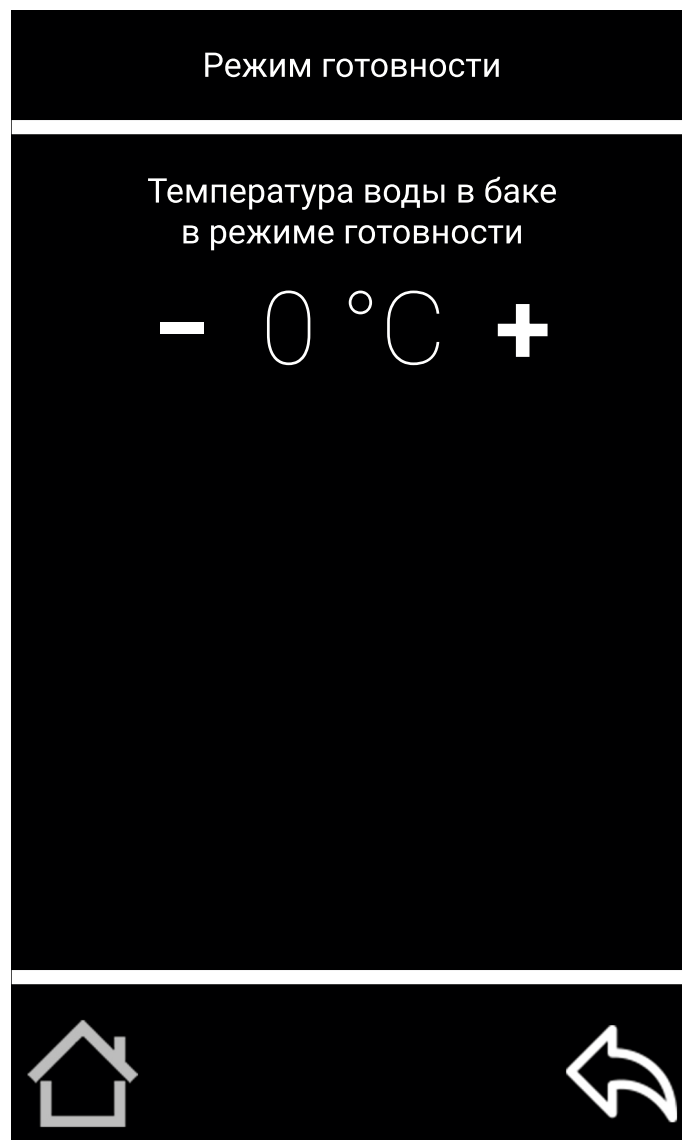 Режим готовности
Температура воды в баке
в режиме готовности
- 0 °C +